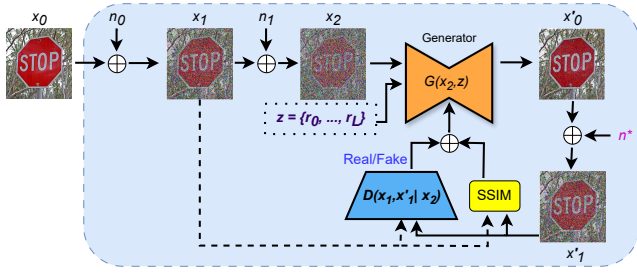 x₀ n₀ x₁ n₁ x₂ Generator x'₀
STOP STOP STOP G(x₂,z) STOP
z = {r₀, ..., r_L}
n*
Real/Fake
D(x₁,x'₁| x₂) SSIM STOP
x'₁